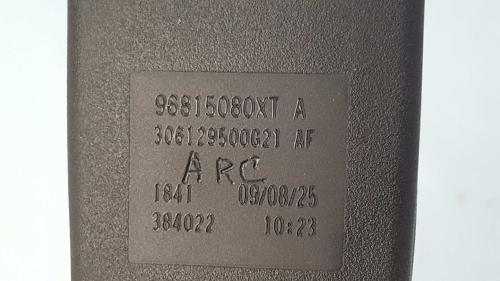 96815080XT A
306129500G21 AF
ARC
1841 09/08/25
384022 10:23